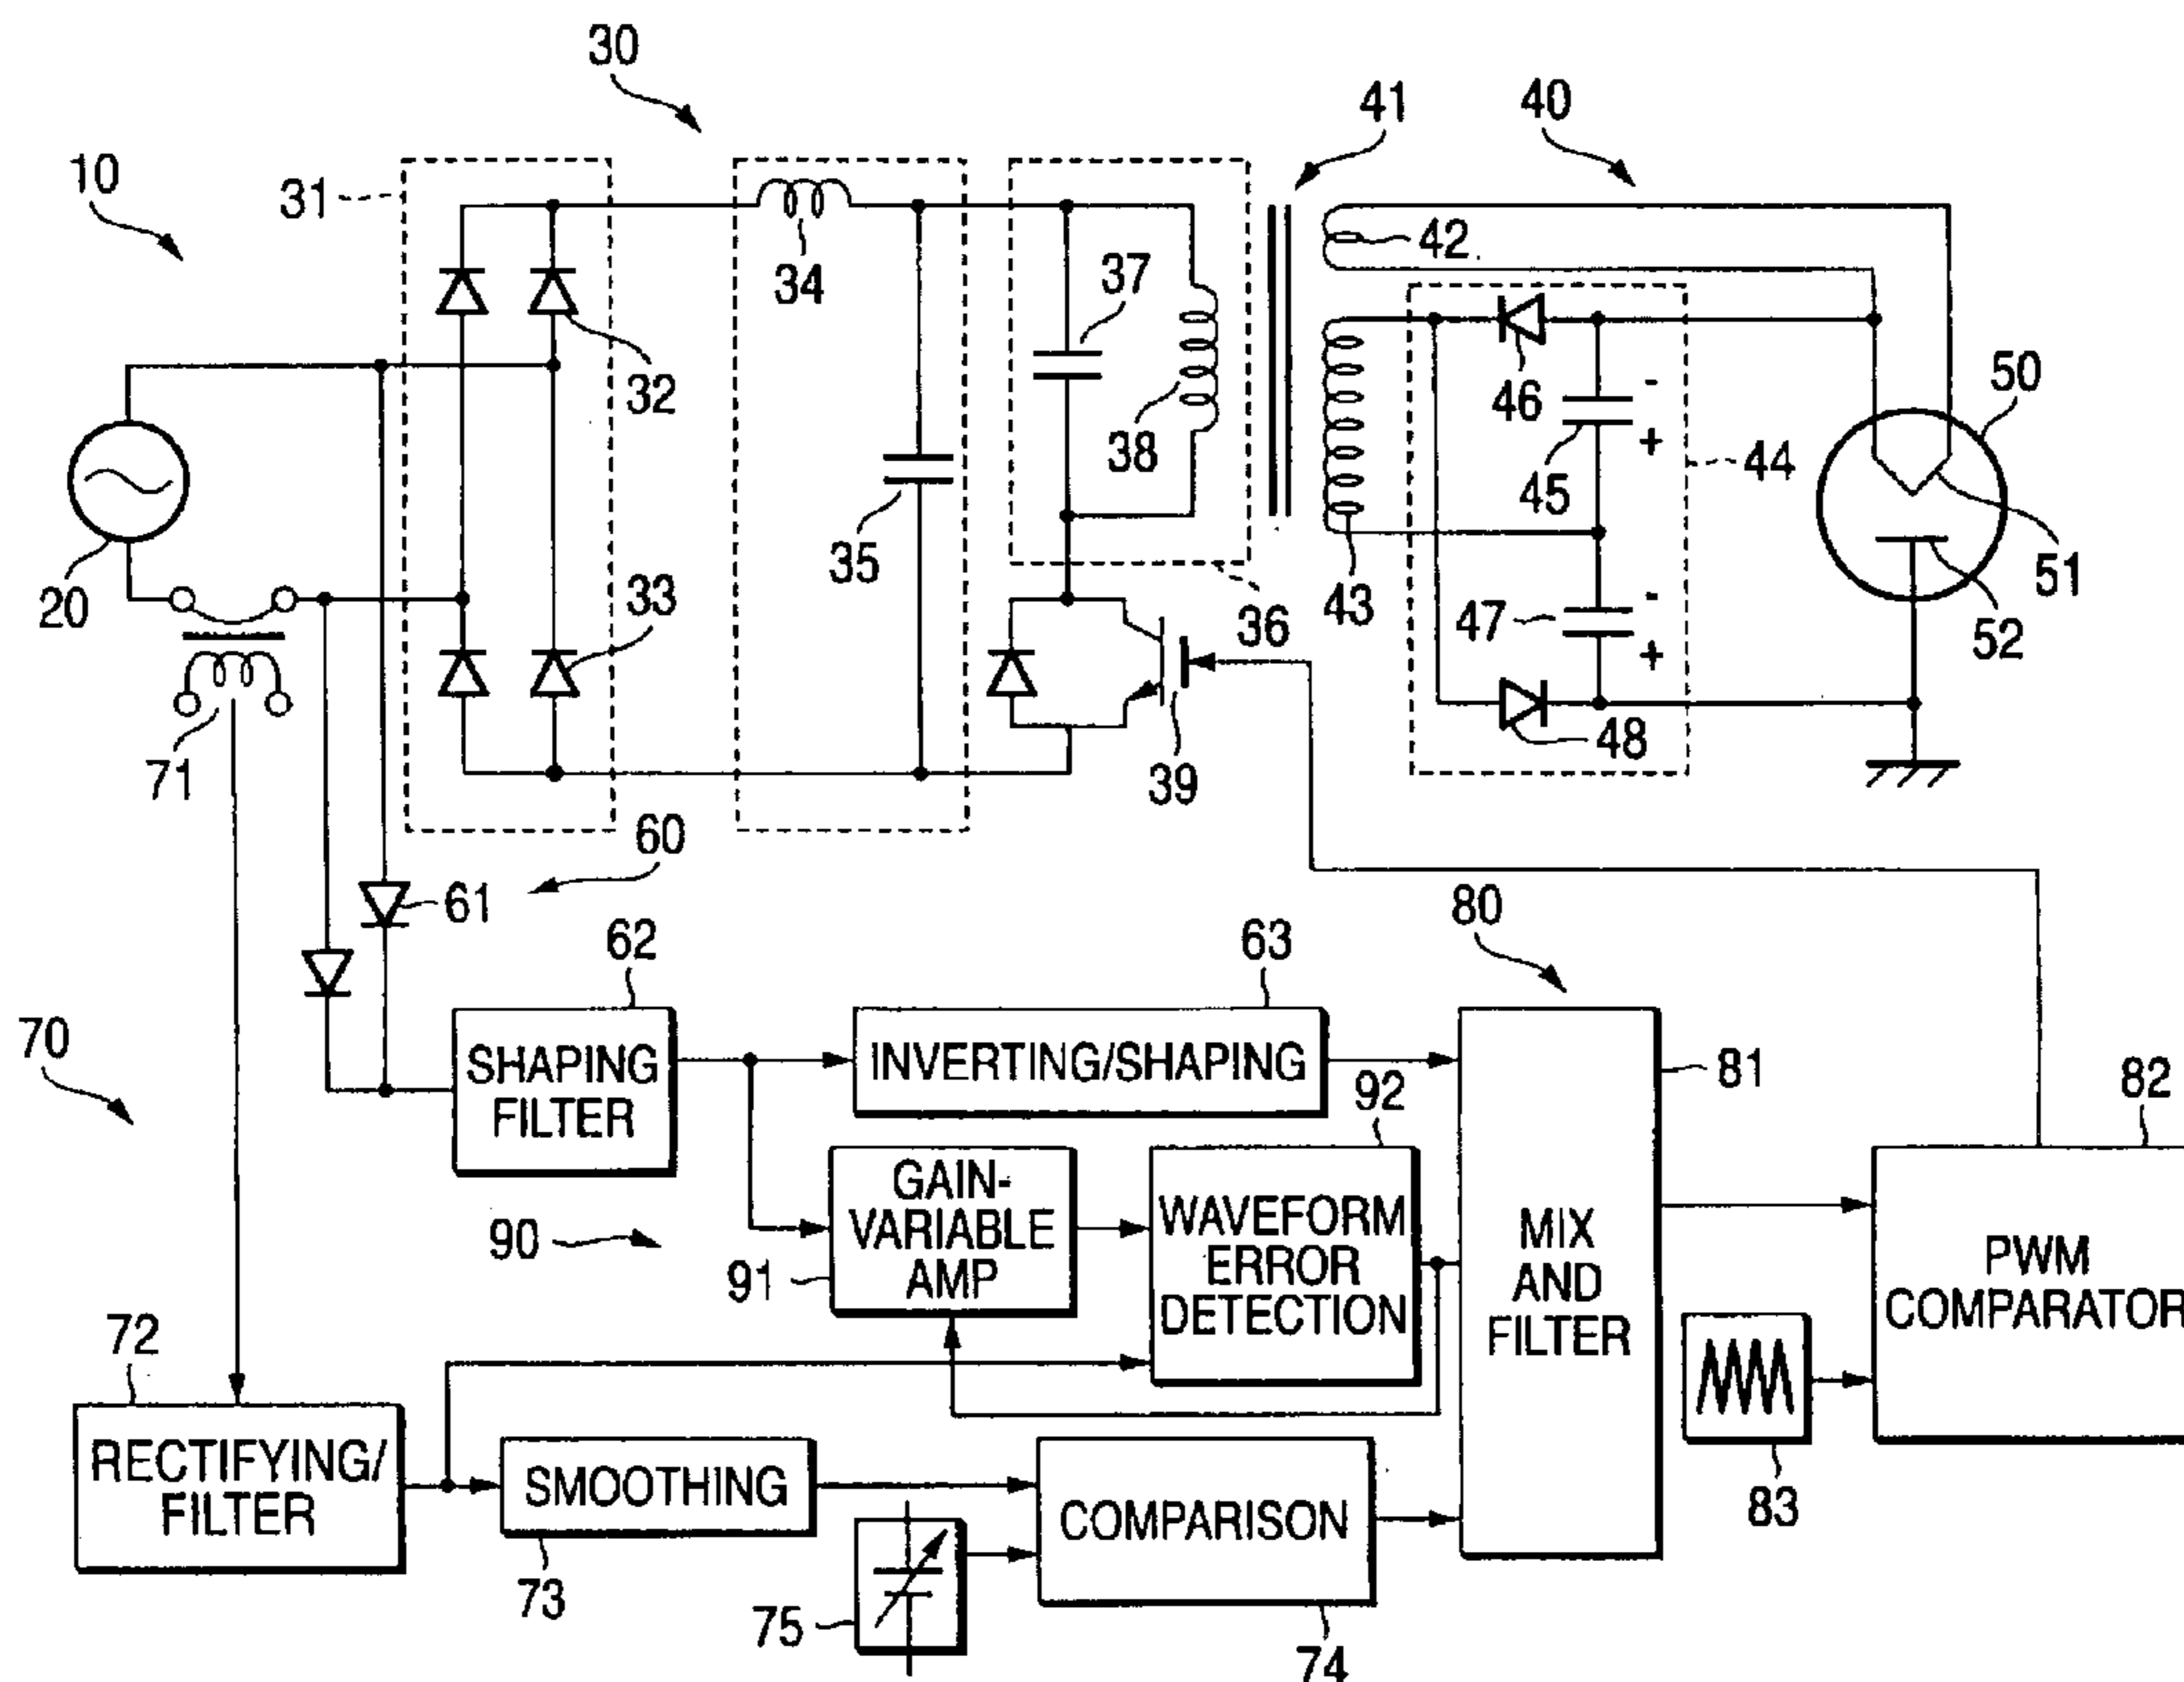 30
41
40
10
31
34
37
42
32
46
50
38
45
44
35
33
43
51
20
36
47
52
71
39
48
-
+
-
+
60
61
80
62
63
70
SHAPING
FILTER
INVERTING/SHAPING
92
81
82
90
GAIN-
VARIABLE
AMP
91
WAVEFORM
ERROR
DETECTION
MIX
AND
FILTER
PWM
COMPARATOR
72
RECTIFYING/
FILTER
SMOOTHING
COMPARISON
83
73
75
74